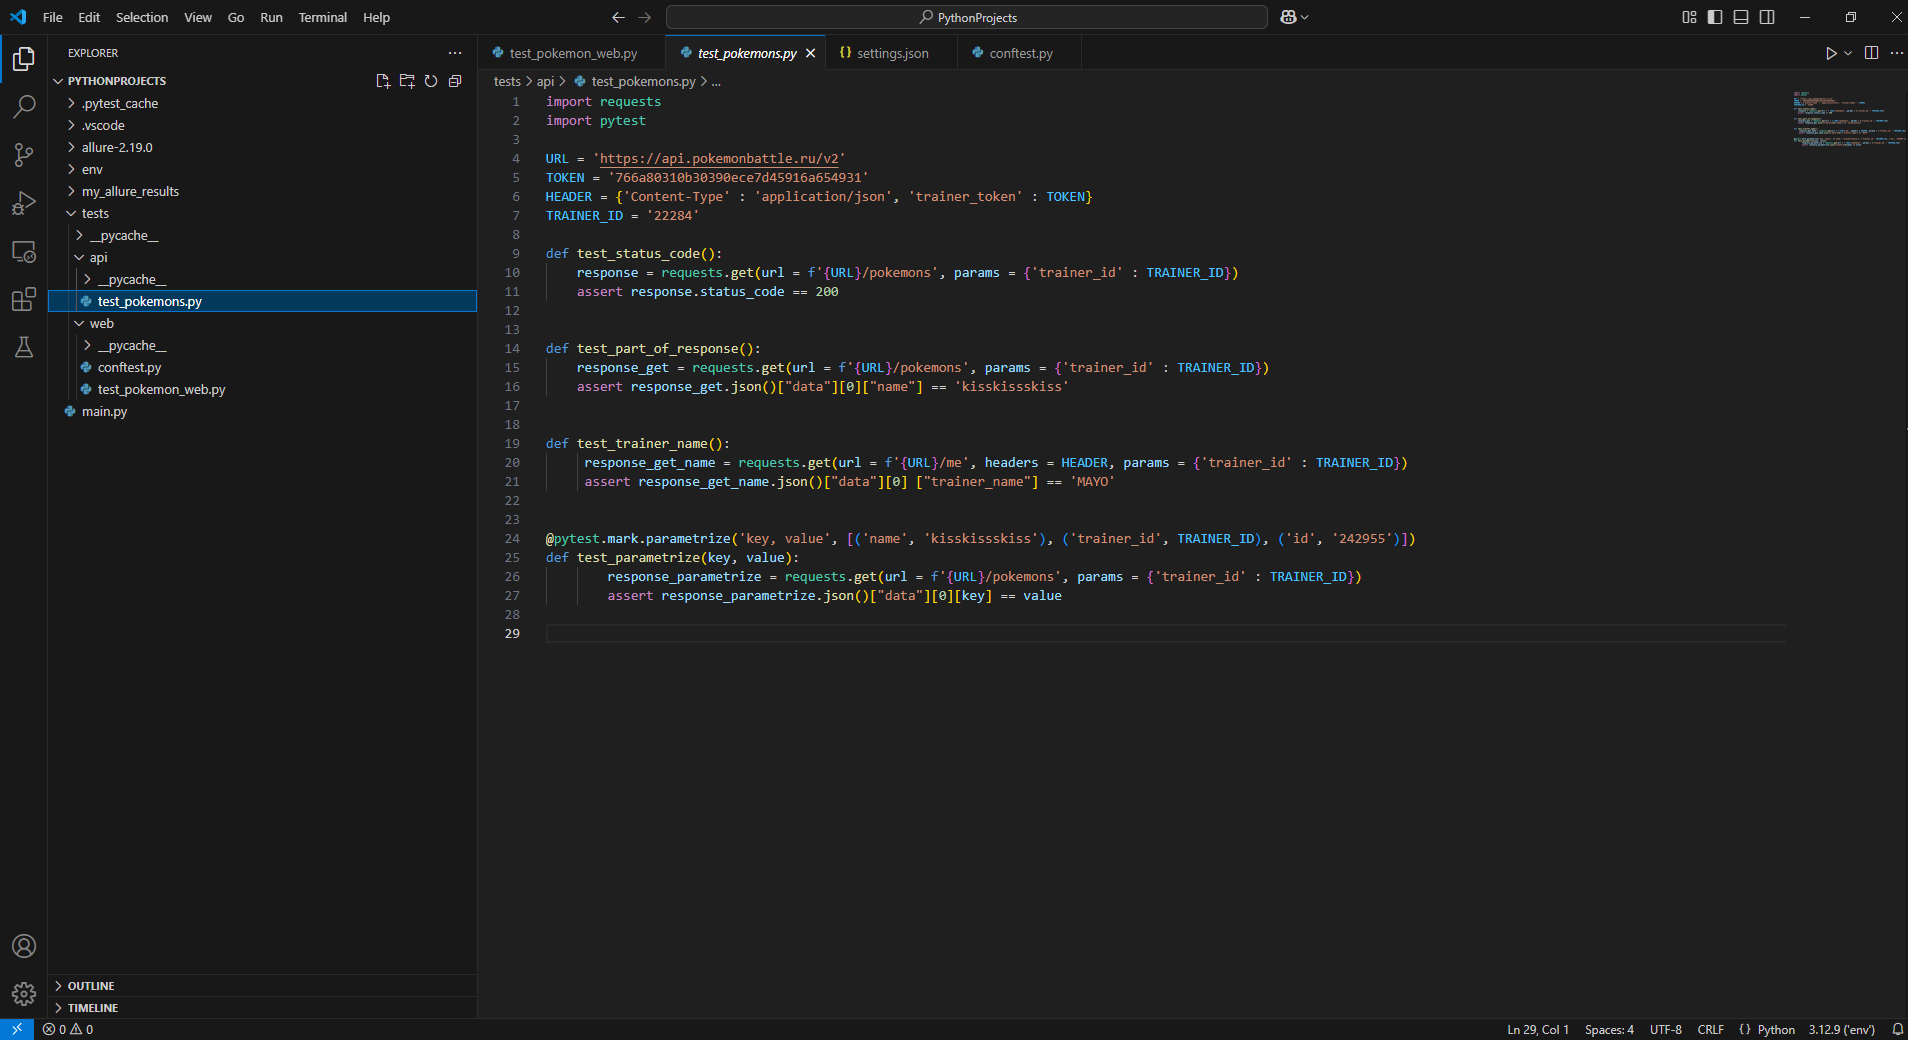 File Edit Selection View Go Run Terminal Help
PythonProjects
EXPLORER
PYTHONPROJECTS
.pytest_cache
.vscode
allure-2.19.0
env
my_allure_results
tests
__pycache__
api
__pycache__
test_pokemons.py
web
__pycache__
conftest.py
test_pokemon_web.py
main.py
OUTLINE
TIMELINE
test_pokemon_web.py test_pokemons.py settings.json conftest.py
tests > api > test_pokemons.py > ...
1 import requests
2 import pytest
3
4 URL = 'https://api.pokemonbattle.ru/v2'
5 TOKEN = '766a80310b30390ece7d45916a654931'
6 HEADER = {'Content-Type' : 'application/json', 'trainer_token' : TOKEN}
7 TRAINER_ID = '22284'
8
9 def test_status_code():
10     response = requests.get(url = f'{URL}/pokemons', params = {'trainer_id' : TRAINER_ID})
11     assert response.status_code == 200
12
13
14 def test_part_of_response():
15     response_get = requests.get(url = f'{URL}/pokemons', params = {'trainer_id' : TRAINER_ID})
16     assert response_get.json()["data"][0]["name"] == 'kisskissskiss'
17
18
19 def test_trainer_name():
20      response_get_name = requests.get(url = f'{URL}/me', headers = HEADER, params = {'trainer_id' : TRAINER_ID})
21      assert response_get_name.json()["data"][0] ["trainer_name"] == 'MAYO'
22
23
24 @pytest.mark.parametrize('key, value', [('name', 'kisskissskiss'), ('trainer_id', TRAINER_ID), ('id', '242955')])
25 def test_parametrize(key, value):
26         response_parametrize = requests.get(url = f'{URL}/pokemons', params = {'trainer_id' : TRAINER_ID})
27         assert response_parametrize.json()["data"][0][key] == value
28
29
0 0
Ln 29, Col 1 Spaces: 4 UTF-8 CRLF {} Python 3.12.9 ('env')